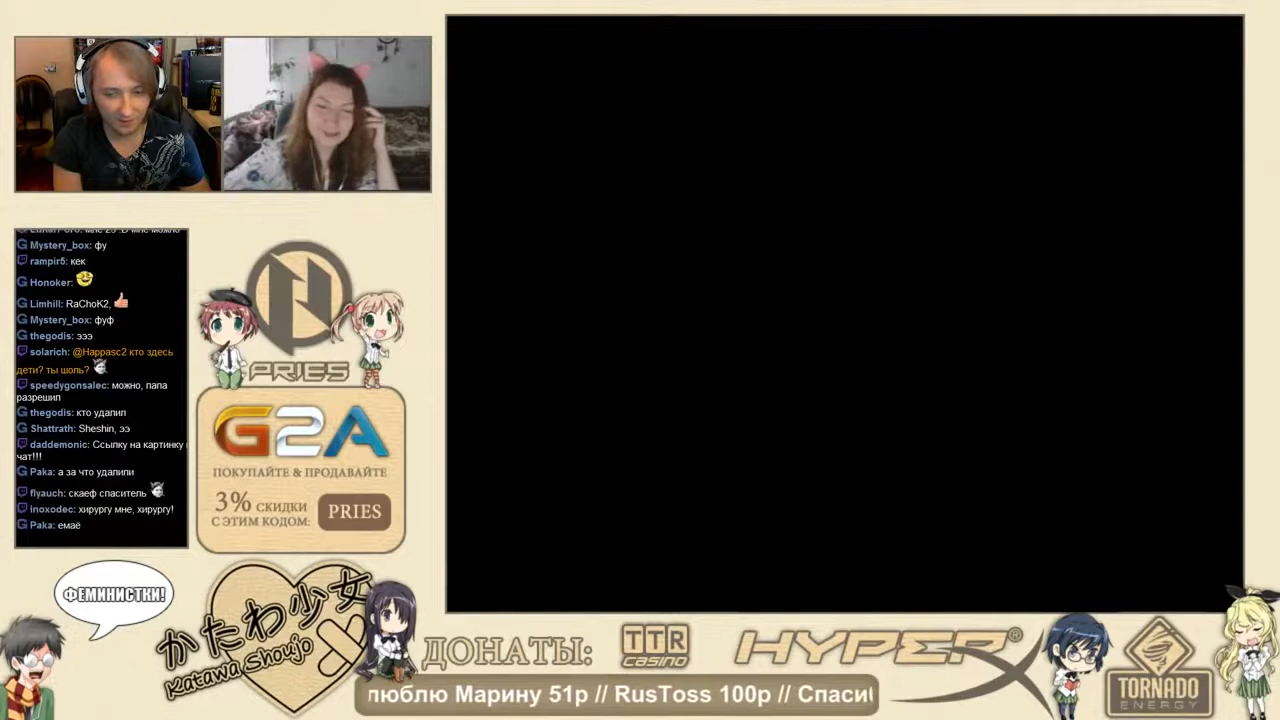 Mystery_box: фу
rampir5: кек
Honoker:
Limhill: RaChoK2,
Mystery_box: фуф
thegodis: эээ
solarich: @Happasc2 кто здесь
дети? ты шоль?
speedygonsalec: можно, папа
разрешил
thegodis: кто удалил
Shattrath: Sheshin, ээ
daddemonic: Ссылку на картинку
чат!!!
Paka: а за что удалили
flyauch: скаеф спаситель
inoxodec: хирургу мне, хирургу!
Paka: емаё
PRIES
G2A
ПОКУПАЙТЕ & ПРОДАВАЙТЕ
3% СКИДКИ
С ЭТИМ КОДОМ:
PRIES
ФЕМИНИСТКИ!
かたわ少女
Katawa Shoujo
ДОНАТЫ:
TTR
CASINO
HYPERX®
TORNADO
ENERGY
люблю Марину 51р // RusToss 100р // Спаси